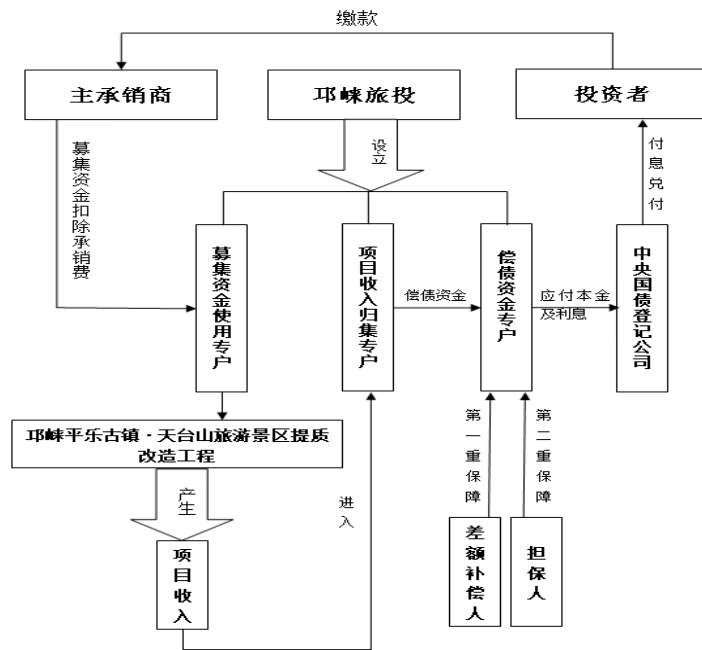 缴款
主承销商
邛崃旅投
投资者
募集资金扣除承销费
设立
付息兑付
募集资金使用专户
项目收入归集专户
偿债资金专户
中央国债登记公司
偿债资金
应付本金
及利息
邛崃平乐古镇·天台山旅游景区提质
改造工程
第一重保障
第二重保障
产生
进入
项目收入
差额补偿人
担保人